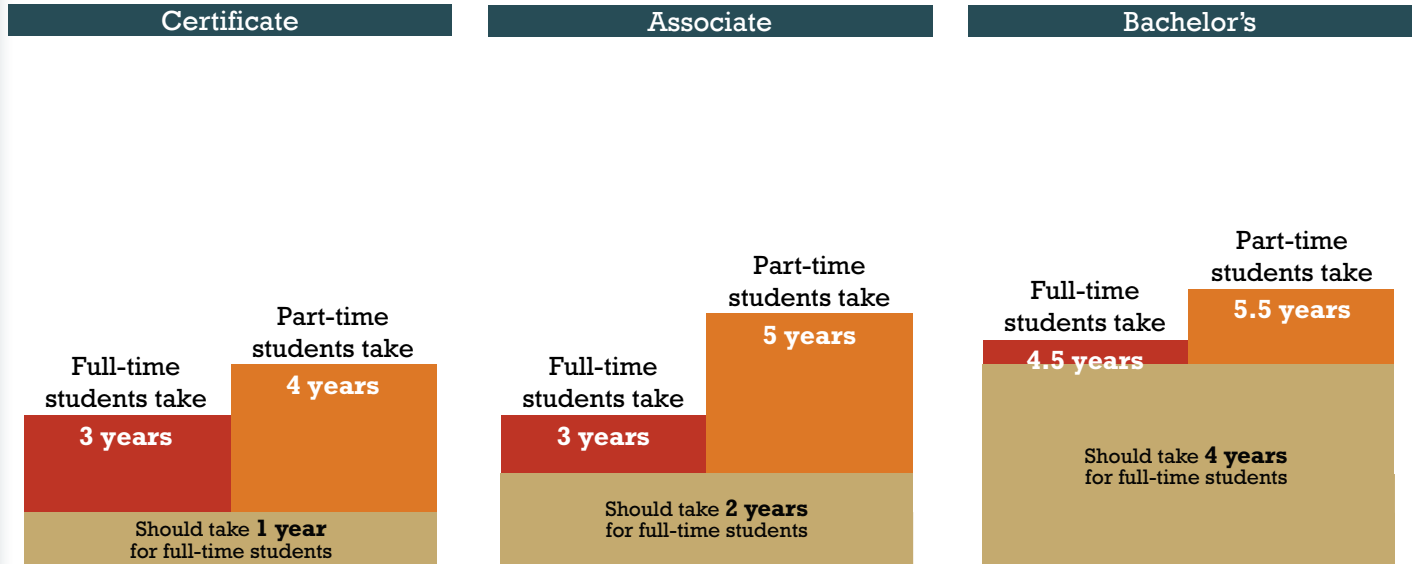 Certificate
Full-time
students take
3 years
Part-time
students take
4 years
Should take 1 year
for full-time students
Associate
Full-time
students take
3 years
Part-time
students take
5 years
Should take 2 years
for full-time students
Bachelor’s
Full-time
students take
4.5 years
Part-time
students take
5.5 years
Should take 4 years
for full-time students